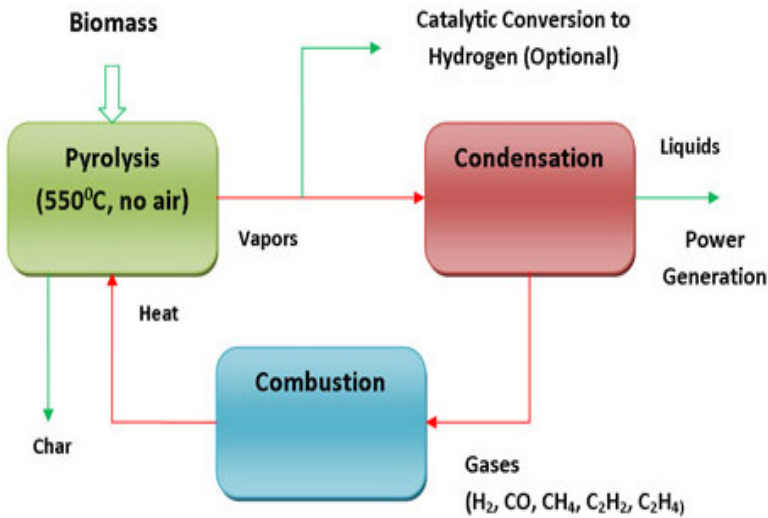 Biomass
Catalytic Conversion to
Hydrogen (Optional)
Pyrolysis
(550⁰C, no air)
Condensation
Liquids
Vapors
Power
Generation
Heat
Combustion
Char
Gases
(H₂, CO, CH₄, C₂H₂, C₂H₄)